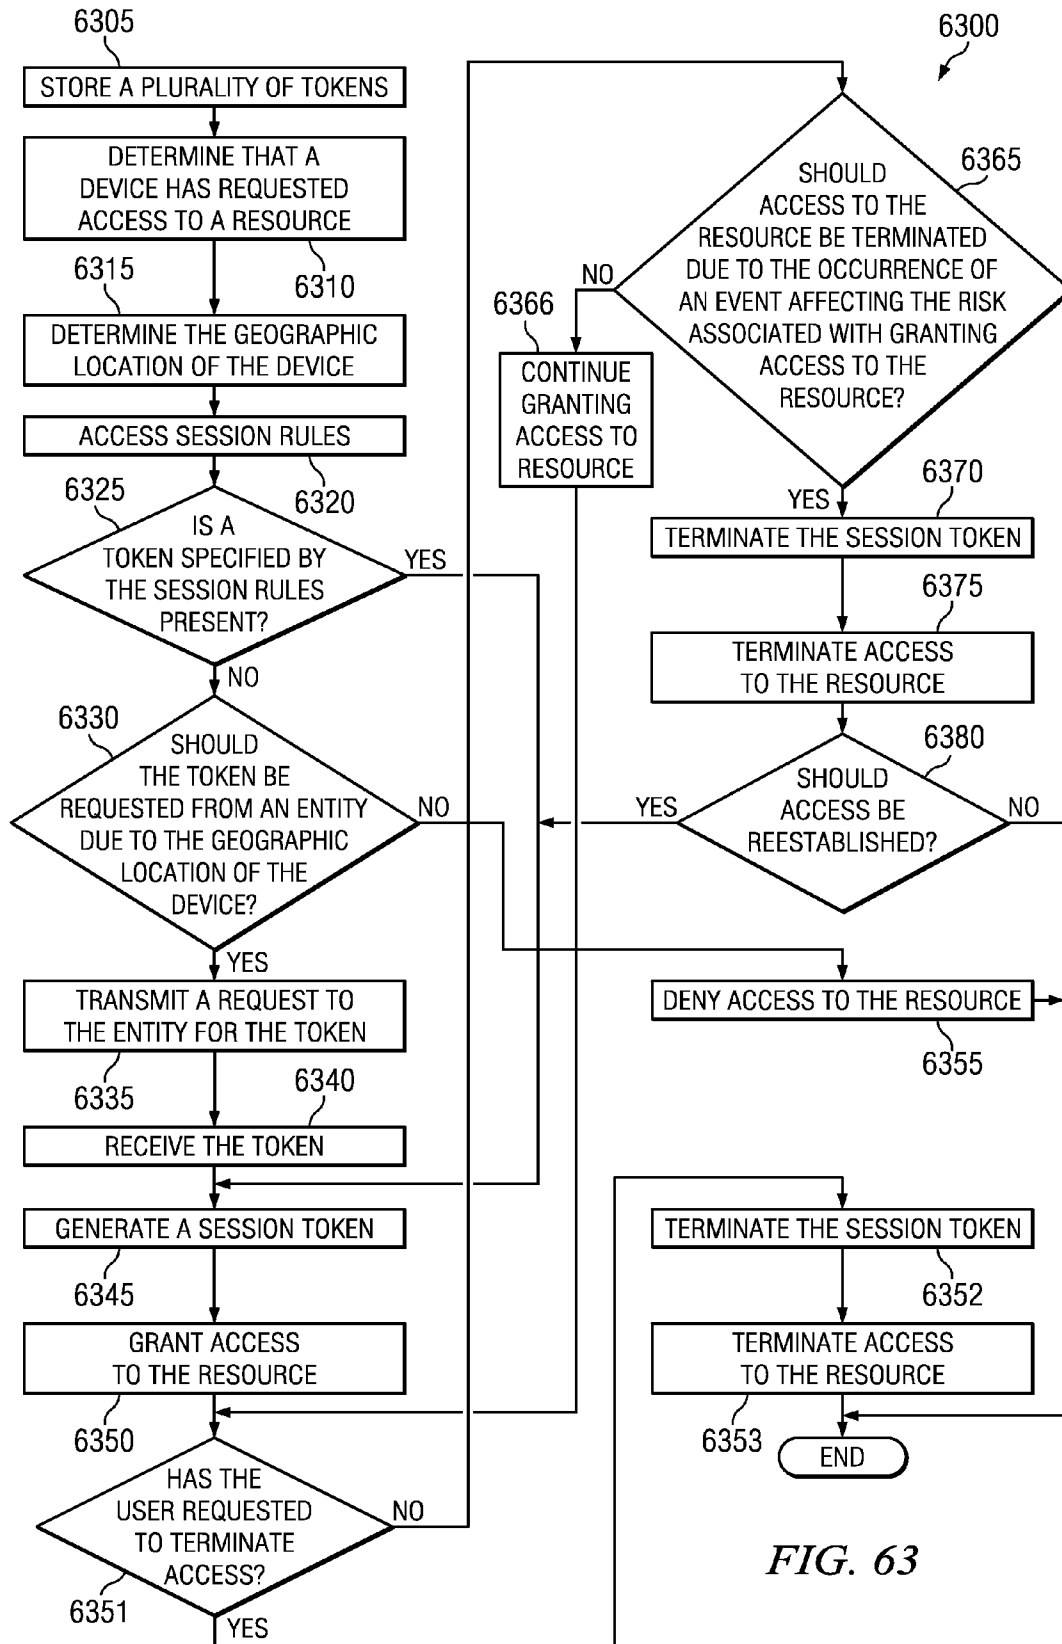 6305
STORE A PLURALITY OF TOKENS
DETERMINE THAT A
DEVICE HAS REQUESTED
ACCESS TO A RESOURCE
6310
6315
DETERMINE THE GEOGRAPHIC
LOCATION OF THE DEVICE
ACCESS SESSION RULES
6320
6325
IS A
TOKEN SPECIFIED BY
THE SESSION RULES
PRESENT?
YES
NO
6330
SHOULD
THE TOKEN BE
REQUESTED FROM AN ENTITY
DUE TO THE GEOGRAPHIC
LOCATION OF THE
DEVICE?
NO
YES
TRANSMIT A REQUEST TO
THE ENTITY FOR THE TOKEN
6335
6340
RECEIVE THE TOKEN
GENERATE A SESSION TOKEN
6345
GRANT ACCESS
TO THE RESOURCE
6350
HAS THE
USER REQUESTED
TO TERMINATE
ACCESS?
NO
6351
YES
6300
6365
SHOULD
ACCESS TO THE
RESOURCE BE TERMINATED
DUE TO THE OCCURRENCE OF
AN EVENT AFFECTING THE RISK
ASSOCIATED WITH GRANTING
ACCESS TO THE
RESOURCE?
NO
6366
CONTINUE
GRANTING
ACCESS TO
RESOURCE
YES
6370
TERMINATE THE SESSION TOKEN
6375
TERMINATE ACCESS
TO THE RESOURCE
6380
SHOULD
ACCESS BE
REESTABLISHED?
YES
NO
DENY ACCESS TO THE RESOURCE
6355
TERMINATE THE SESSION TOKEN
6352
TERMINATE ACCESS
TO THE RESOURCE
6353
END
FIG. 63